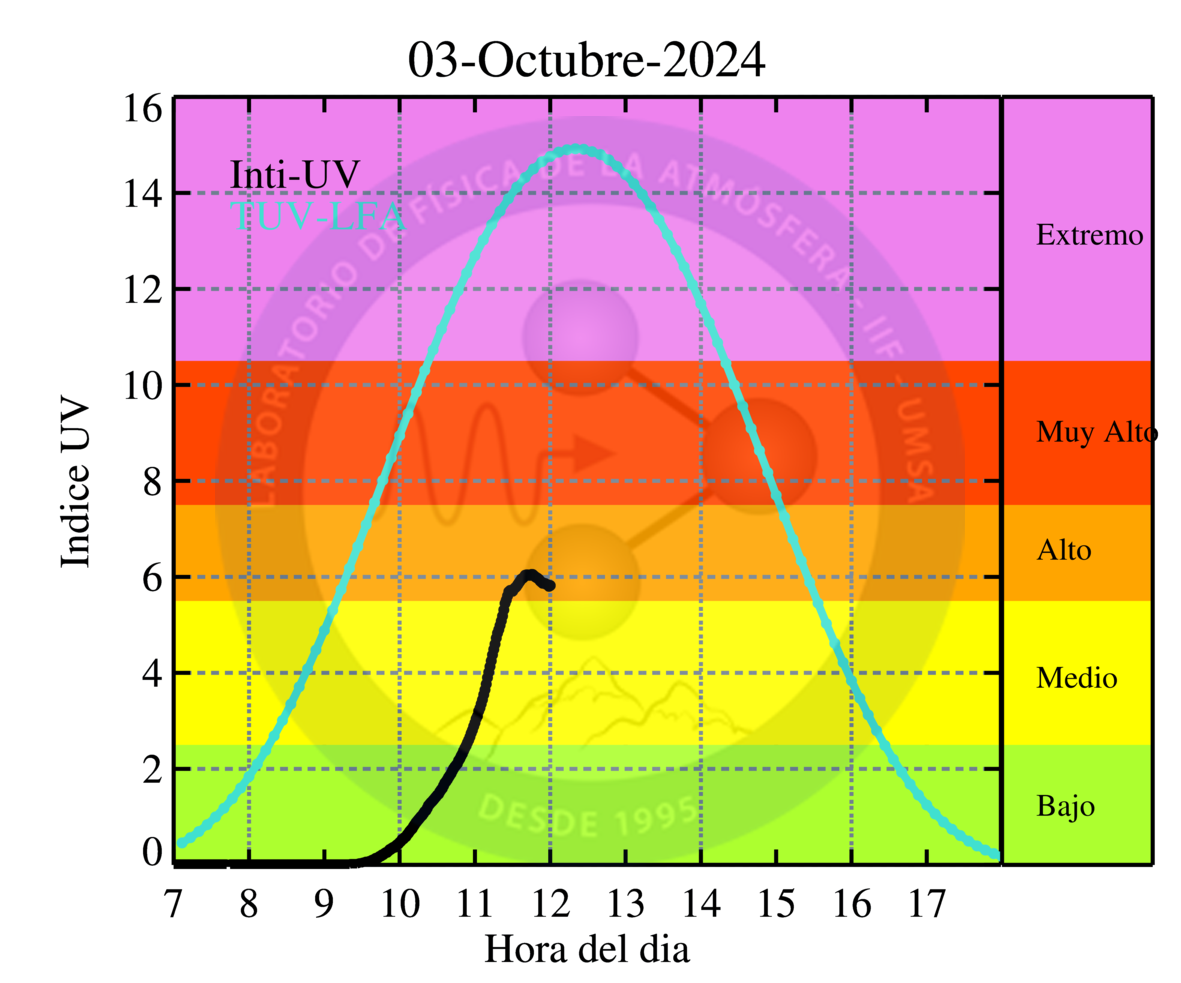 03-Octubre-2024
16
14
12
10
8
6
4
2
0
Indice UV
Inti-UV
TUV-LFA
LABORATORIO DE FÍSICA DE LA ATMÓSFERA - IIF - UMSA
DESDE 1995
Extremo
Muy Alto
Alto
Medio
Bajo
7 8 9 10 11 12 13 14 15 16 17
Hora del dia